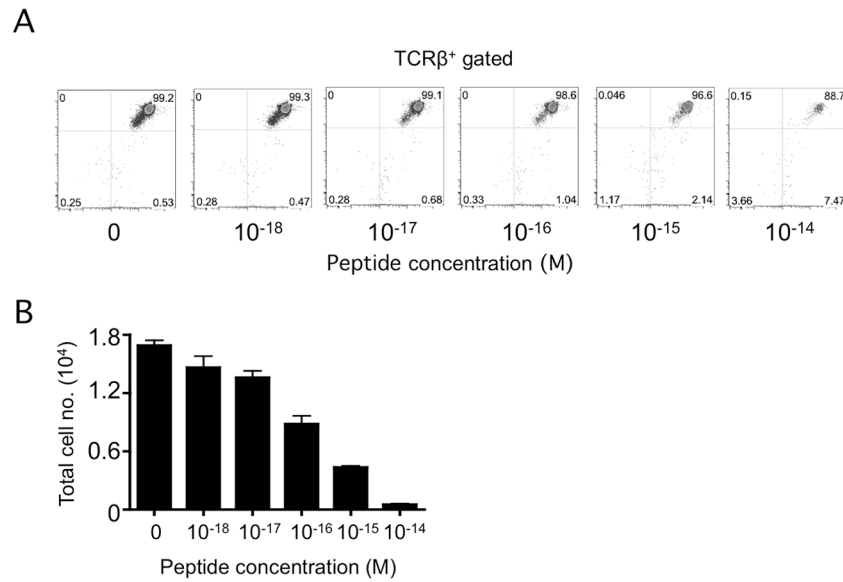 A
TCRβ⁺ gated
0 99.2 0 99.3 0 99.1 0 98.6 0.046 96.6 0.15 88.7
0.25 0.53 0.28 0.47 0.28 0.68 0.33 1.04 1.17 2.14 3.66 7.47
0 10⁻¹⁸ 10⁻¹⁷ 10⁻¹⁶ 10⁻¹⁵ 10⁻¹⁴
Peptide concentration (M)
B
Total cell no. (10⁴)
1.8
1.2
0.6
0
0 10⁻¹⁸ 10⁻¹⁷ 10⁻¹⁶ 10⁻¹⁵ 10⁻¹⁴
Peptide concentration (M)